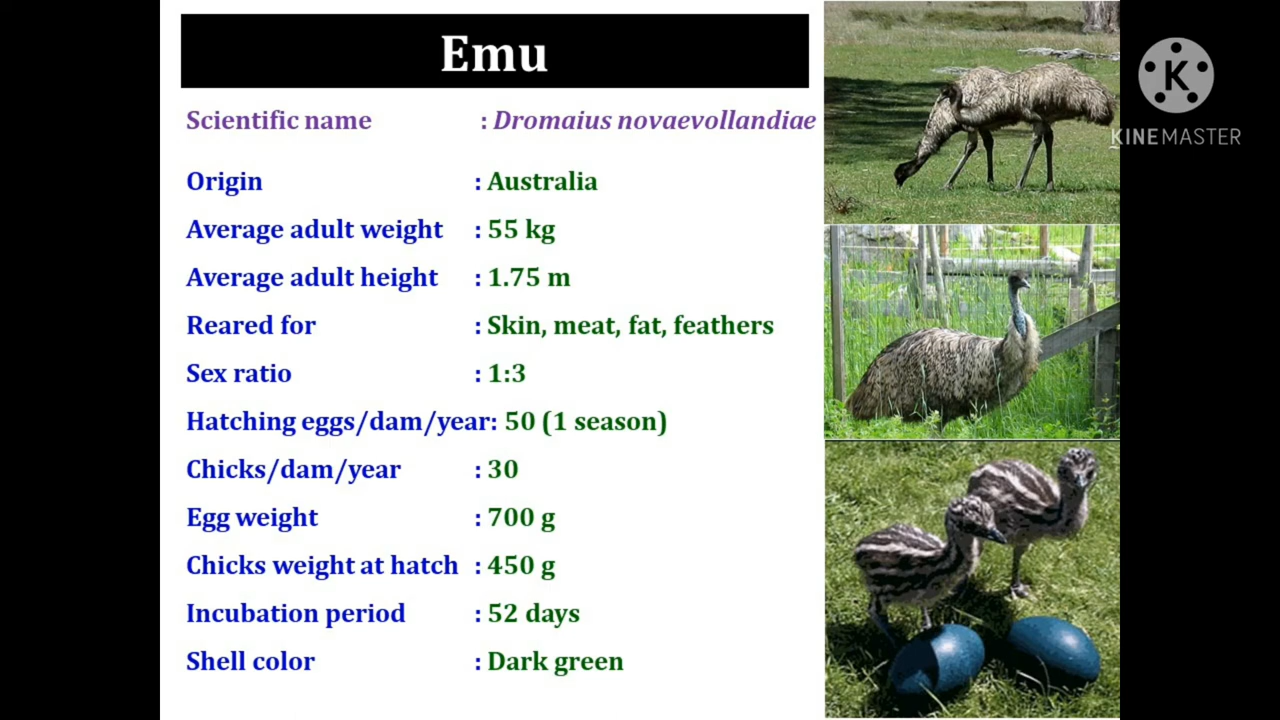 Emu
Scientific name : Dromaius novaevollandiae
Origin : Australia
Average adult weight : 55 kg
Average adult height : 1.75 m
Reared for : Skin, meat, fat, feathers
Sex ratio : 1:3
Hatching eggs/dam/year: 50 (1 season)
Chicks/dam/year : 30
Egg weight : 700 g
Chicks weight at hatch : 450 g
Incubation period : 52 days
Shell color : Dark green
K
KINEMASTER